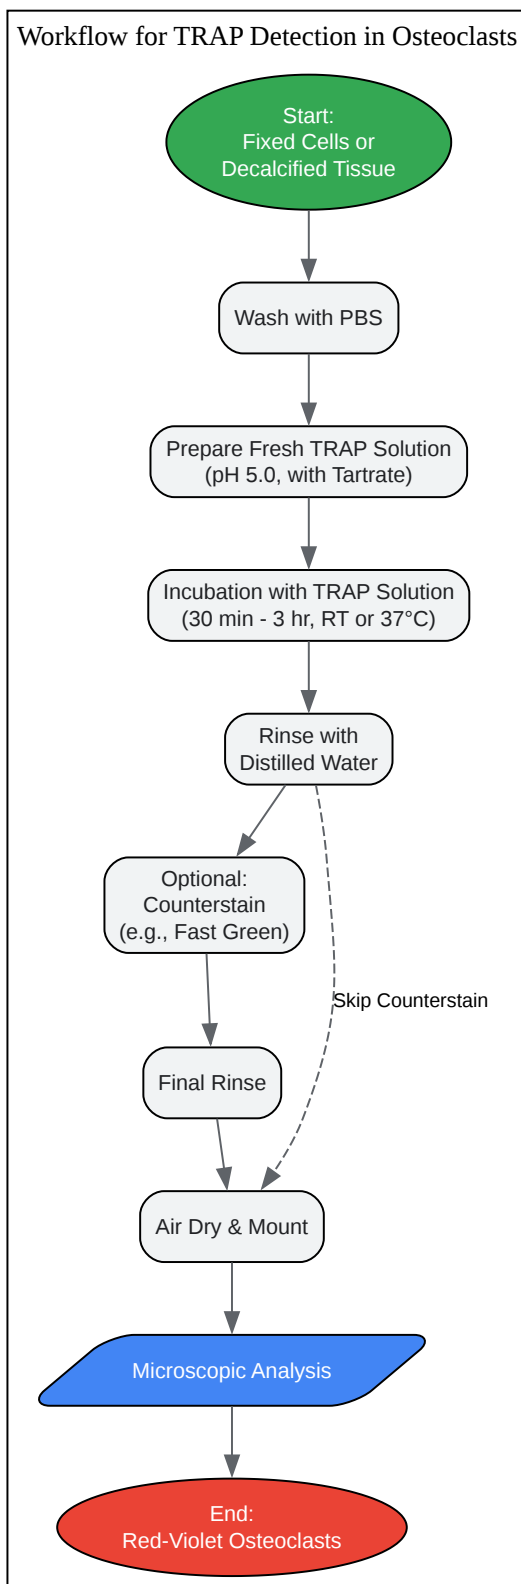 Workflow for TRAP Detection in Osteoclasts
Start:
Fixed Cells or
Decalcified Tissue
Wash with PBS
Prepare Fresh TRAP Solution
(pH 5.0, with Tartrate)
Incubation with TRAP Solution
(30 min - 3 hr, RT or 37°C)
Rinse with
Distilled Water
Optional:
Counterstain
(e.g., Fast Green)
Skip Counterstain
Final Rinse
Air Dry & Mount
Microscopic Analysis
End:
Red-Violet Osteoclasts